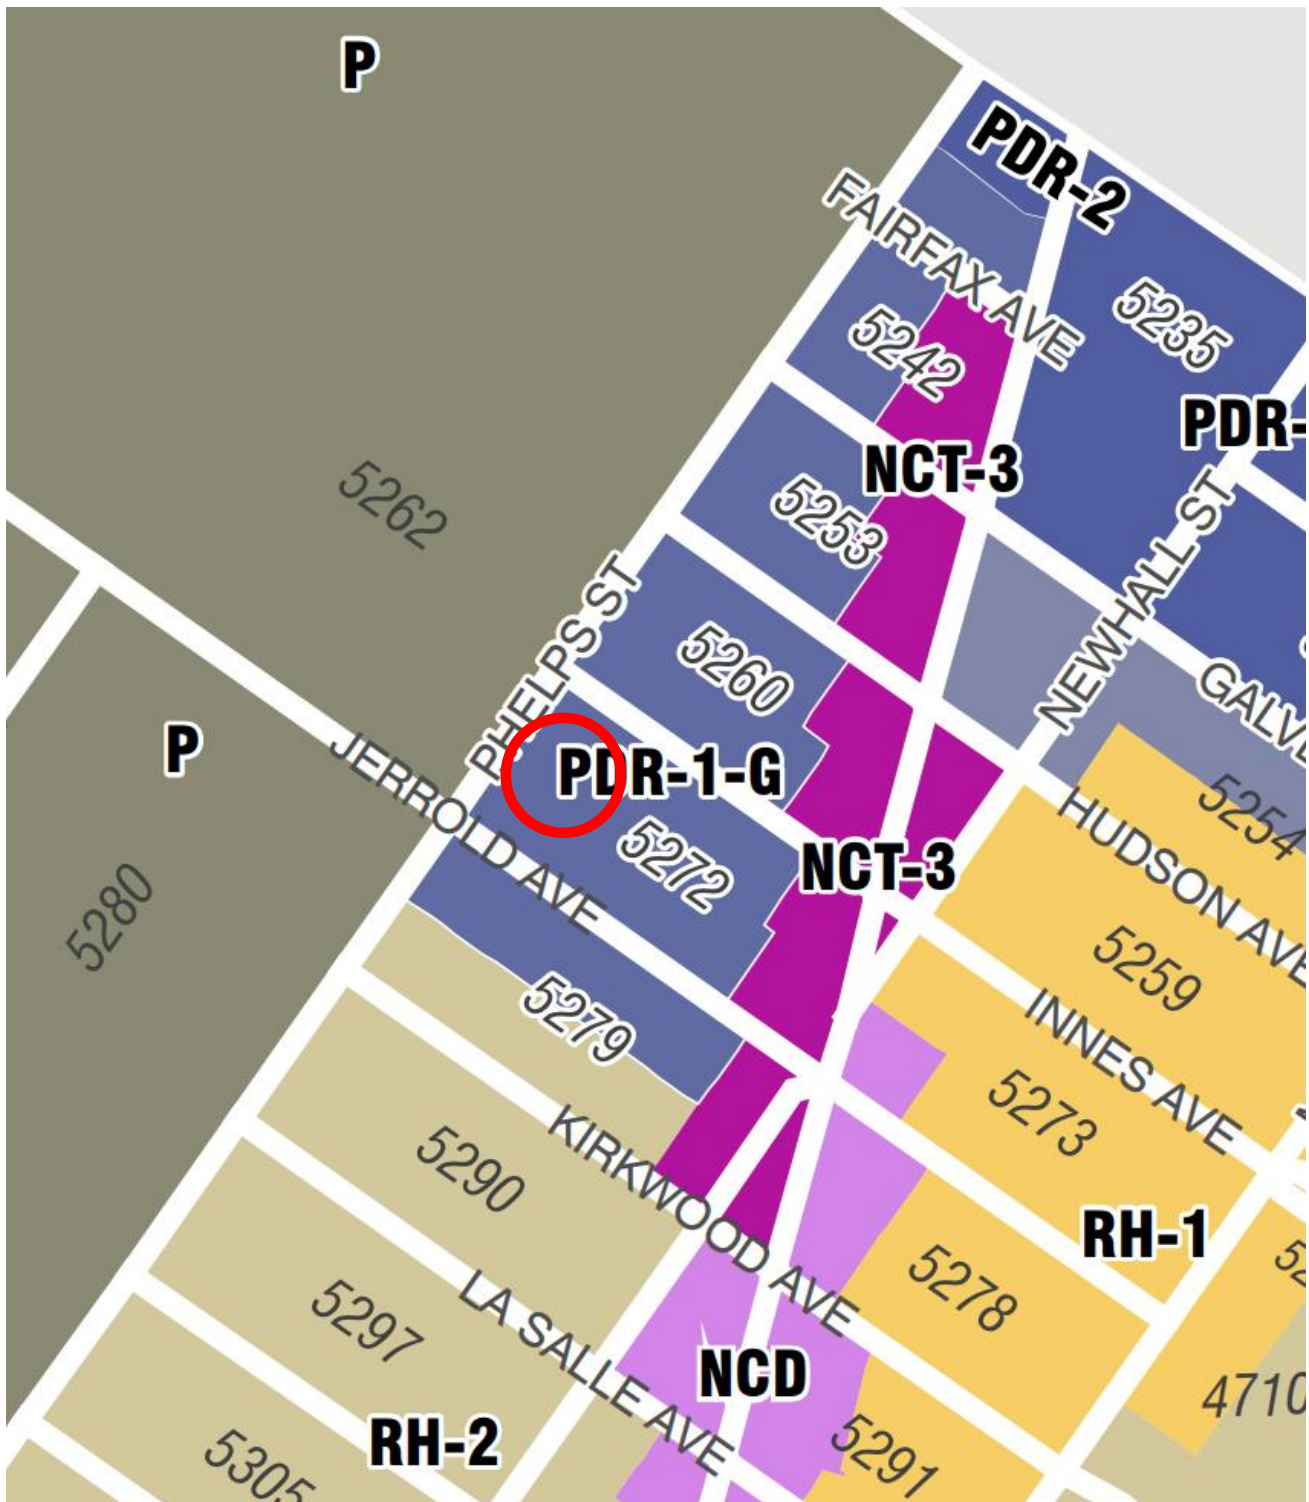 P
PDR-2
FAIRFAX AVE
5235
5242
PDR-
NCT-3
5262
5253
NEWHALL ST
PHELPS ST
5260
GALVE
P
JERROLD AVE
PDR-1-G
5254
HUDSON AVE
5272
NCT-3
5280
5259
5279
INNES AVE
5273
KIRKWOOD AVE
5290
RH-1
5278
LA SALLE AVE
5297
NCD
4710
RH-2
5305
5291